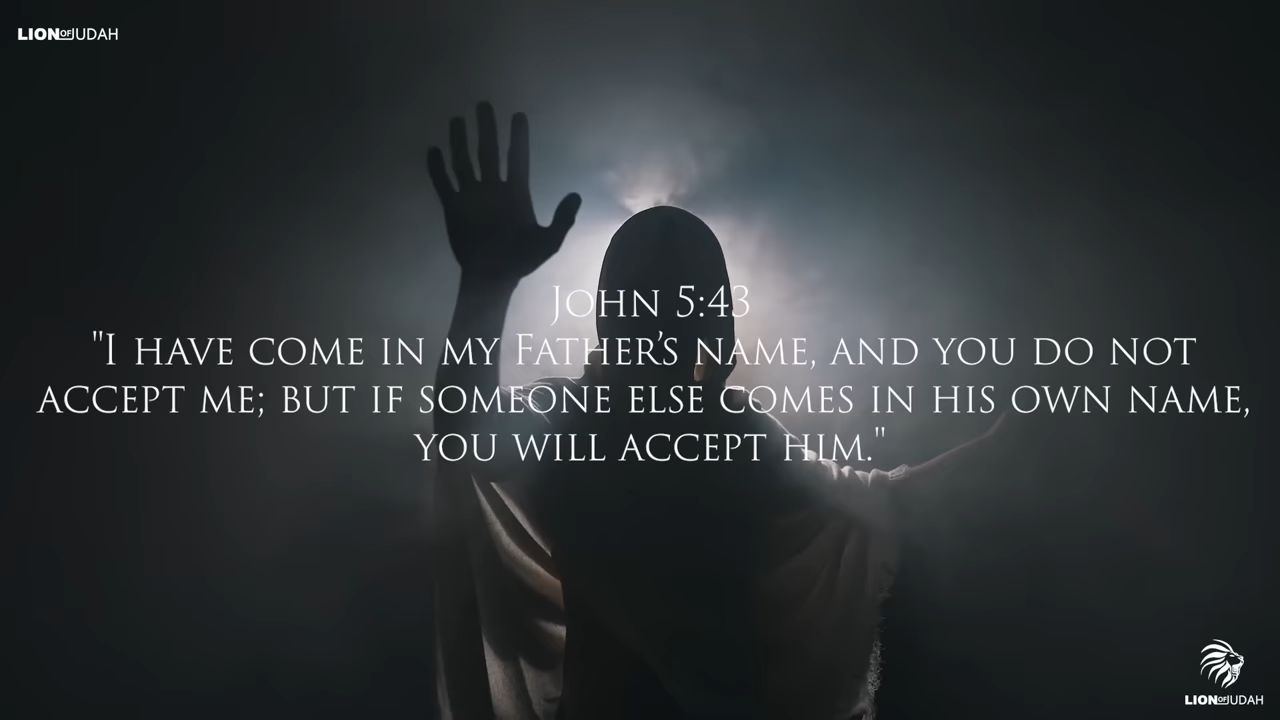 LIONOFJUDAH
John 5:43
"I have come in my Father's name, and you do not
accept me; but if someone else comes in his own name,
you will accept him."
LIONOFJUDAH